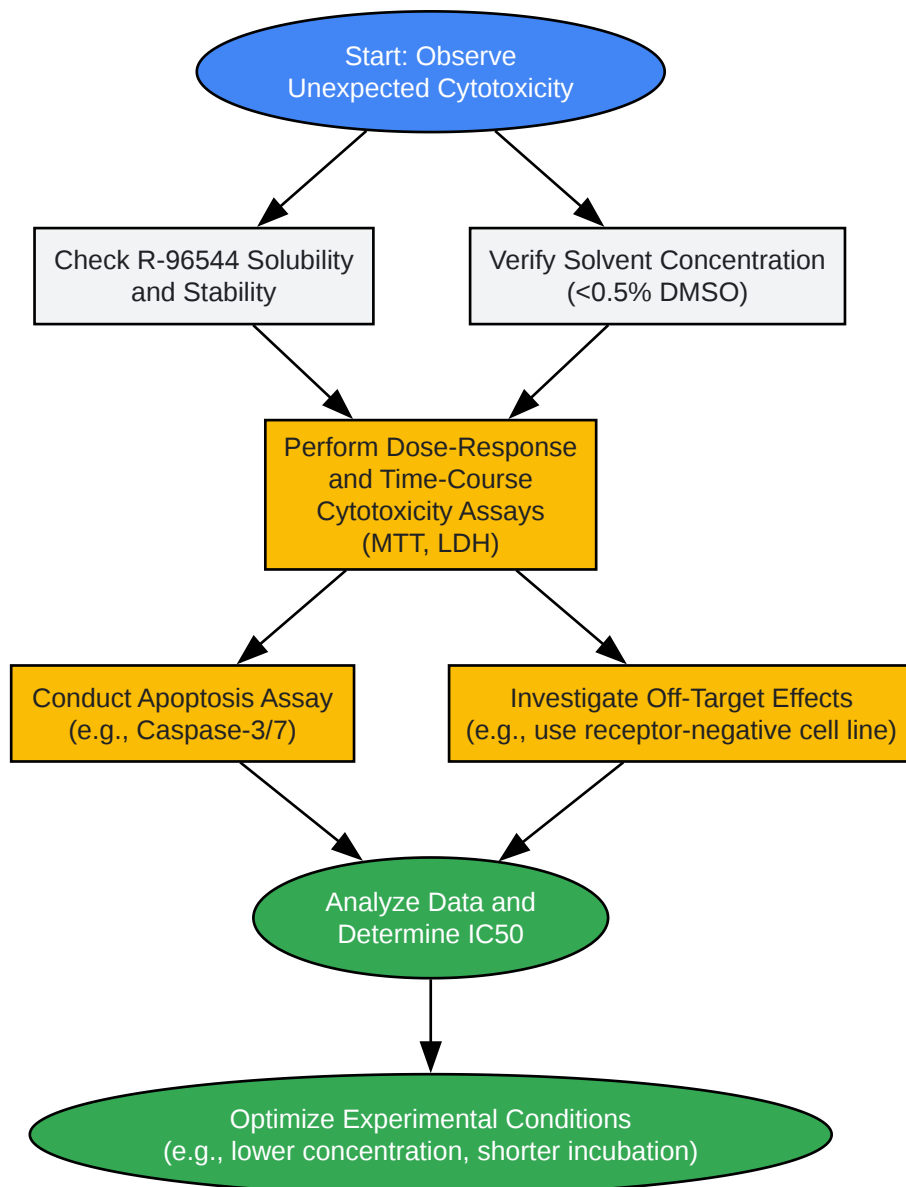 Start: Observe
Unexpected Cytotoxicity
Check R-96544 Solubility
and Stability
Verify Solvent Concentration
(<0.5% DMSO)
Perform Dose-Response
and Time-Course
Cytotoxicity Assays
(MTT, LDH)
Conduct Apoptosis Assay
(e.g., Caspase-3/7)
Investigate Off-Target Effects
(e.g., use receptor-negative cell line)
Analyze Data and
Determine IC50
Optimize Experimental Conditions
(e.g., lower concentration, shorter incubation)